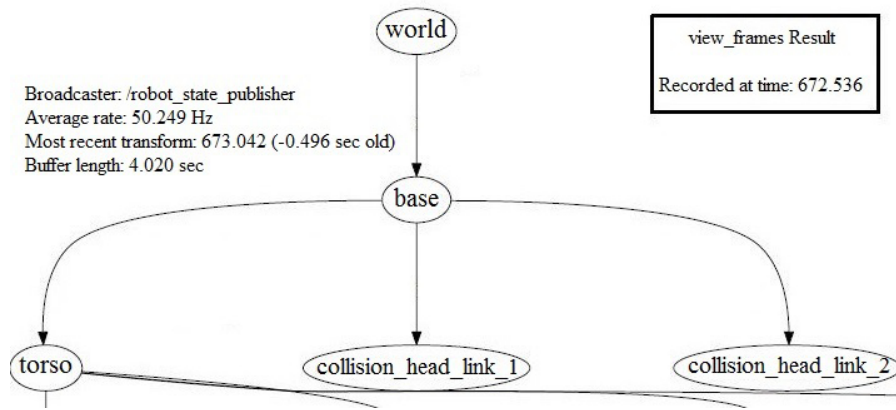 world
view_frames Result
Recorded at time: 672.536
Broadcaster: /robot_state_publisher
Average rate: 50.249 Hz
Most recent transform: 673.042 (-0.496 sec old)
Buffer length: 4.020 sec
base
torso
collision_head_link_1
collision_head_link_2